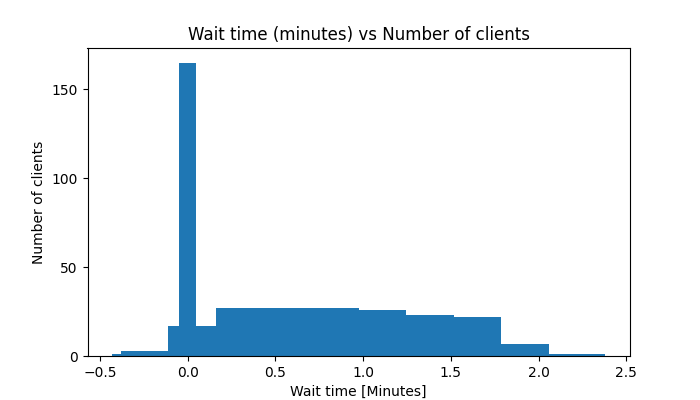 Wait time (minutes) vs Number of clients
150
100
50
0
Number of clients
−0.5 0.0 0.5 1.0 1.5 2.0 2.5
Wait time [Minutes]